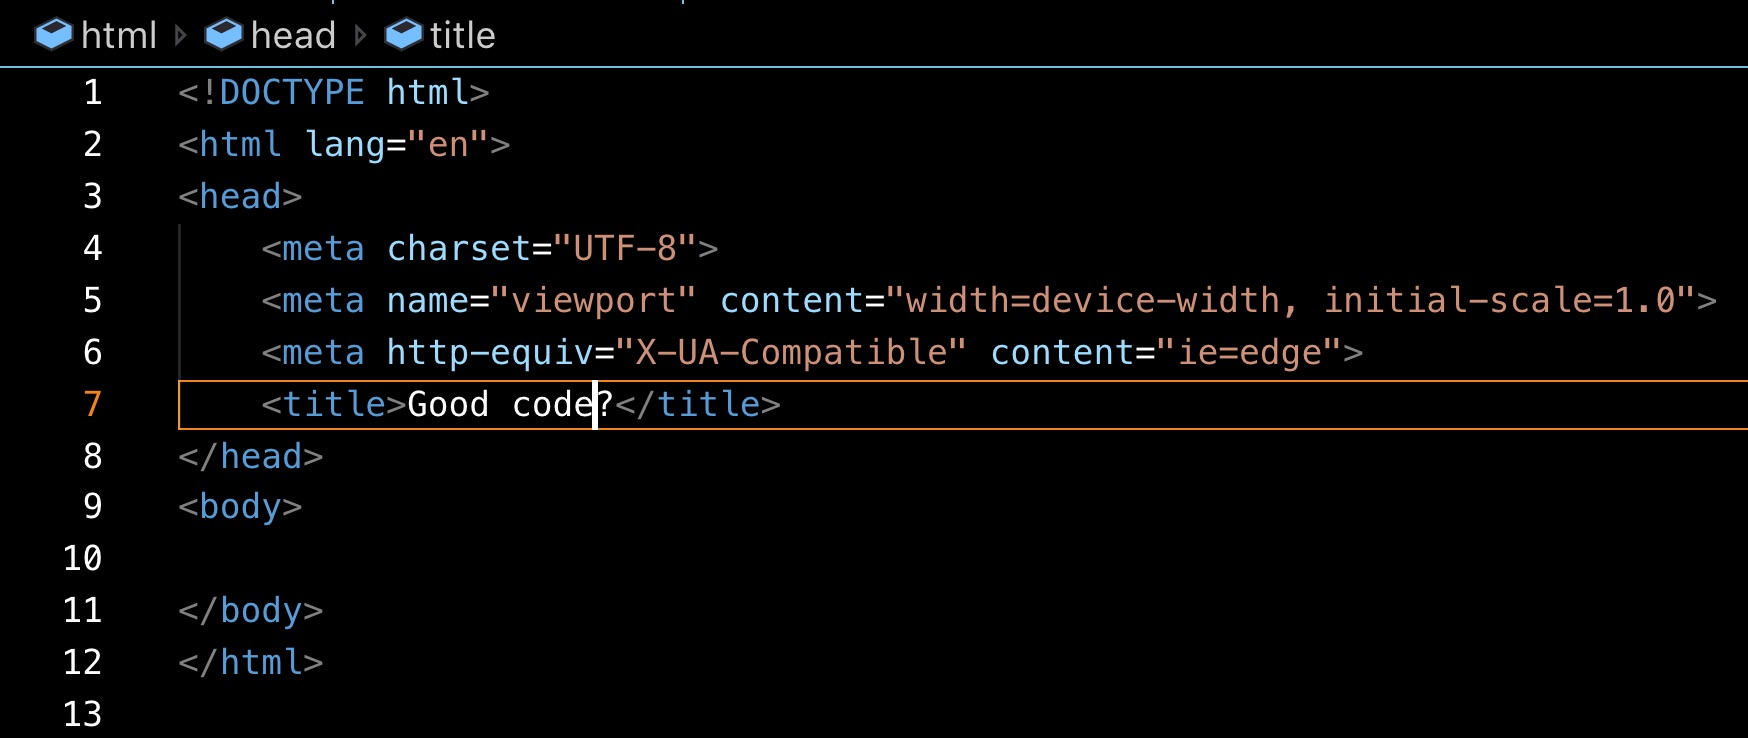 html head title
1 <!DOCTYPE html>
2 <html lang="en">
3 <head>
4     <meta charset="UTF-8">
5     <meta name="viewport" content="width=device-width, initial-scale=1.0">
6     <meta http-equiv="X-UA-Compatible" content="ie=edge">
7     <title>Good code?</title>
8 </head>
9 <body>
10
11 </body>
12 </html>
13